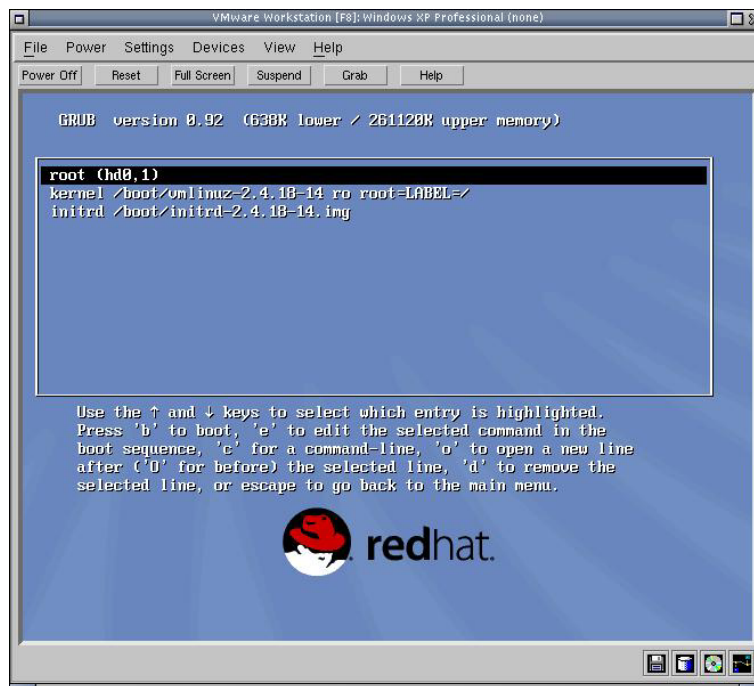 VMware Workstation [F8]: Windows XP Professional (none)
File Power Settings Devices View Help
Power Off Reset Full Screen Suspend Grab Help
GRUB version 0.92 (638K lower / 261120K upper memory)
root (hd0,1)
kernel /boot/vmlinuz-2.4.18-14 ro root=LABEL=/
initrd /boot/initrd-2.4.18-14.img
Use the ↑ and ↓ keys to select which entry is highlighted.
Press 'b' to boot, 'e' to edit the selected command in the
boot sequence, 'c' for a command-line, 'o' to open a new line
after ('O' for before) the selected line, 'd' to remove the
selected line, or escape to go back to the main menu.
redhat.